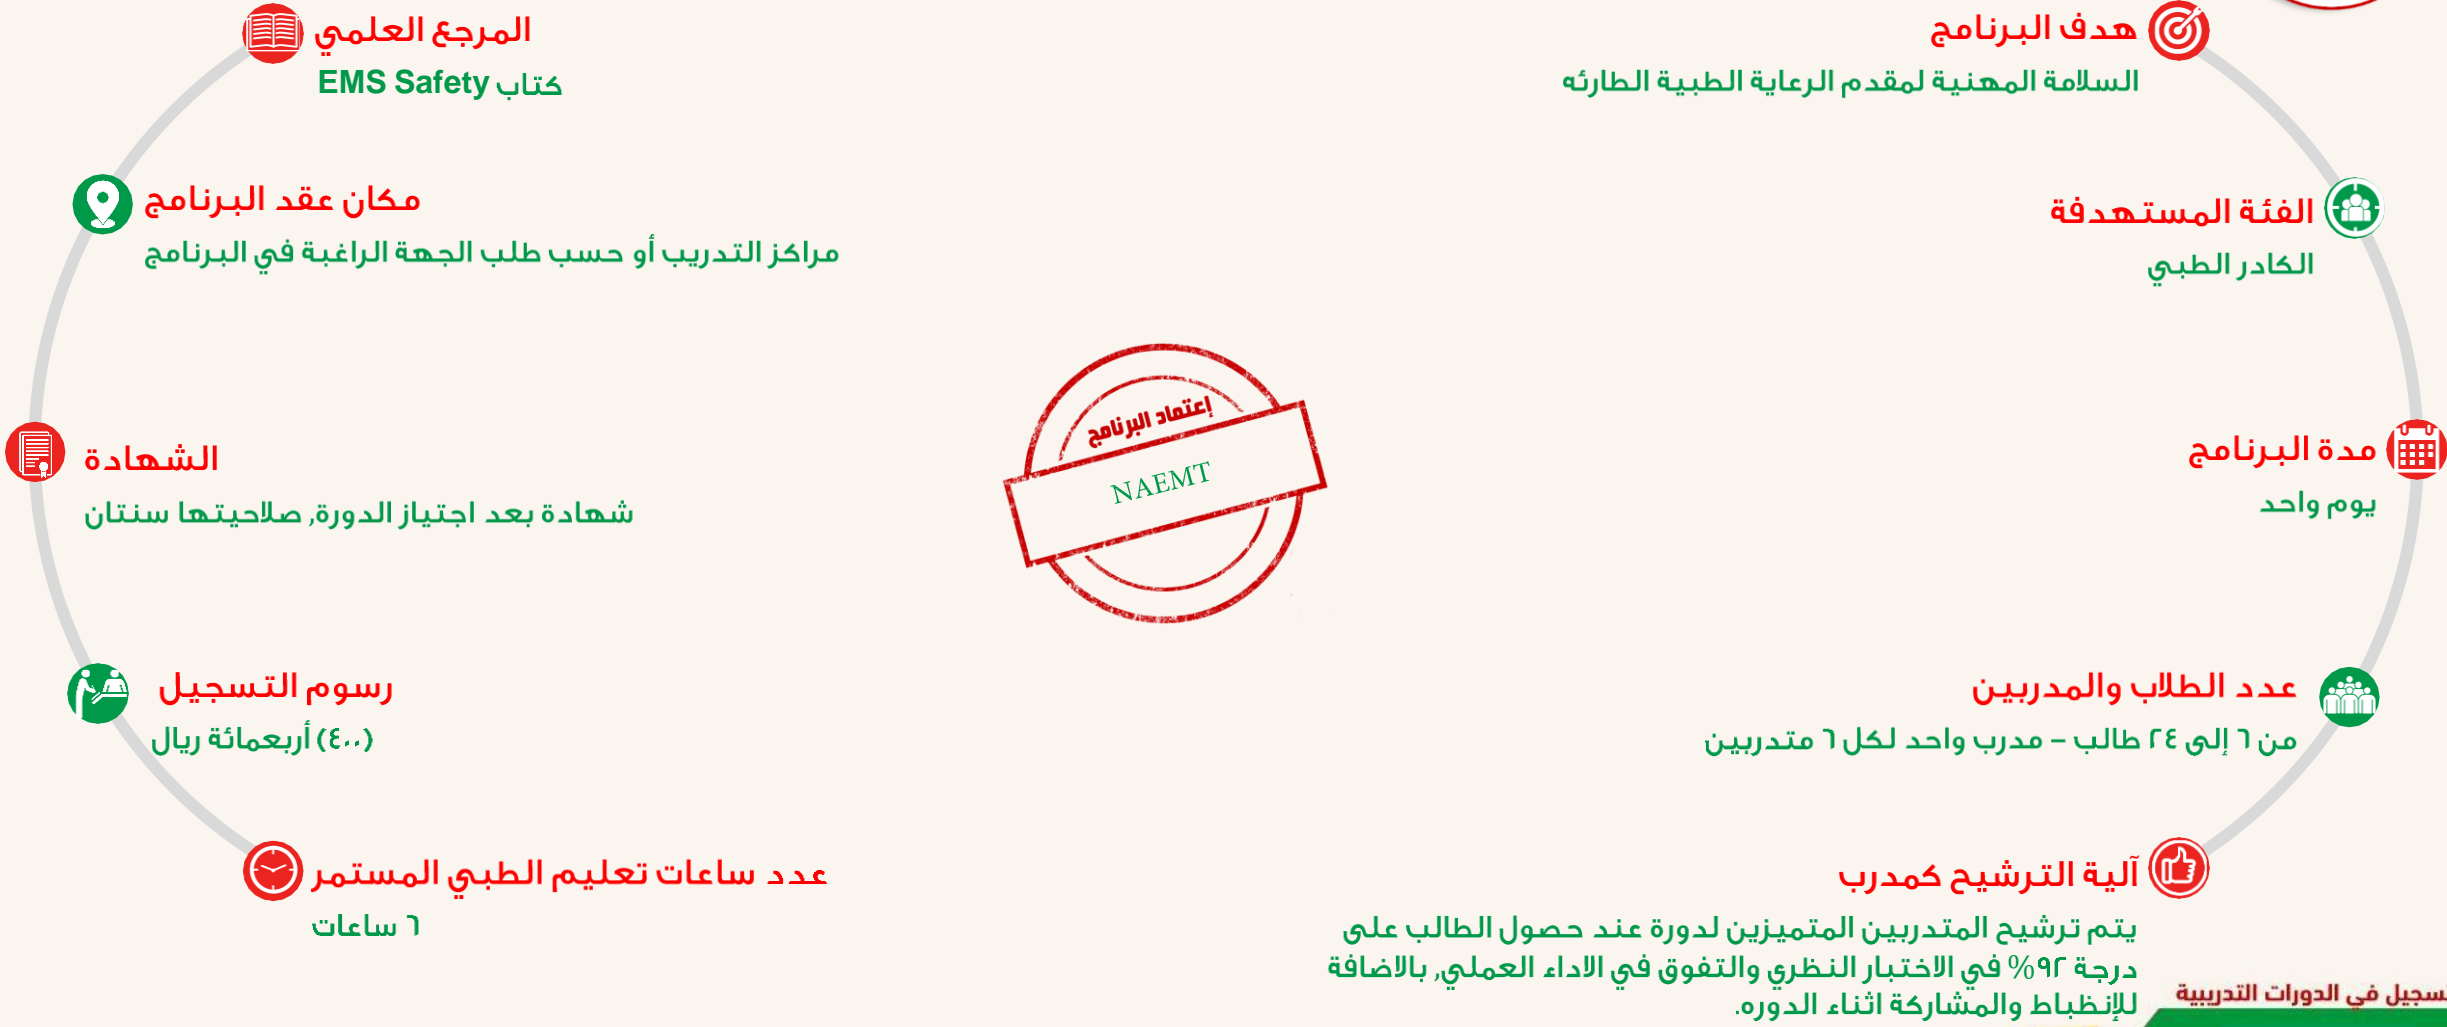 هدف البرنامج
السلامة المهنية لمقدم الرعاية الطبية الطارئه
الفئة المستهدفة
الكادر الطبي
مدة البرنامج
يوم واحد
عدد الطلاب والمدربين
من ٦ إلى ٢٤ طالب – مدرب واحد لكل ٦ متدربين
آلية الترشيح كمدرب
يتم ترشيح المتدربين المتميزين لدورة عند حصول الطالب على
درجة ٩٢% في الاختبار النظري والتفوق في الاداء العملي, بالاضافة
للإنظباط والمشاركة اثناء الدوره.
إعتماد البرنامج
NAEMT
المرجع العلمي
كتاب EMS Safety
مكان عقد البرنامج
مراكز التدريب أو حسب طلب الجهة الراغبة في البرنامج
الشهادة
شهادة بعد اجتياز الدورة, صلاحيتها سنتان
رسوم التسجيل
(٤٠٠) أربعمائة ريال
عدد ساعات تعليم الطبي المستمر
٦ ساعات
في الدورات التدريبية